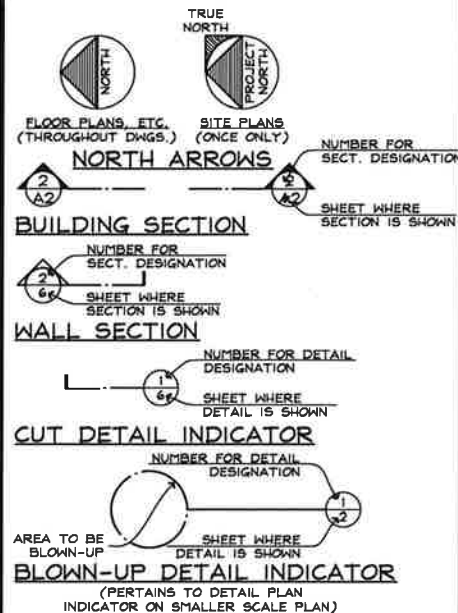 TRUE
NORTH
NORTH
PROJECT
NORTH
FLOOR PLANS, ETC.
(THROUGHOUT DWGS.)
SITE PLANS
(ONCE ONLY)
NORTH ARROWS
2
A2
2
A2
NUMBER FOR
SECT. DESIGNATION
SHEET WHERE
SECTION IS SHOWN
BUILDING SECTION
2
6
NUMBER FOR
SECT. DESIGNATION
SHEET WHERE
SECTION IS SHOWN
WALL SECTION
1
6
NUMBER FOR DETAIL
DESIGNATION
SHEET WHERE
DETAIL IS SHOWN
CUT DETAIL INDICATOR
NUMBER FOR DETAIL
DESIGNATION
1
2
AREA TO BE
BLOWN-UP
SHEET WHERE
DETAIL IS SHOWN
BLOWN-UP DETAIL INDICATOR
(PERTAINS TO DETAIL PLAN
INDICATOR ON SMALLER SCALE PLAN)